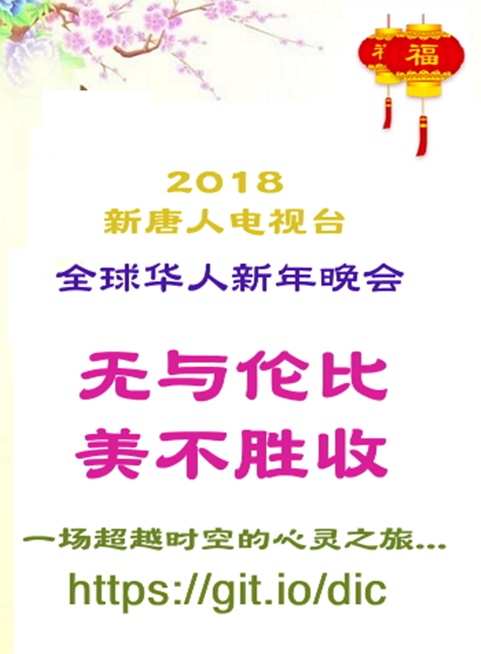 福
2018
新唐人电视台
全球华人新年晚会
无与伦比
美不胜收
一场超越时空的心灵之旅...
https://git.io/dic